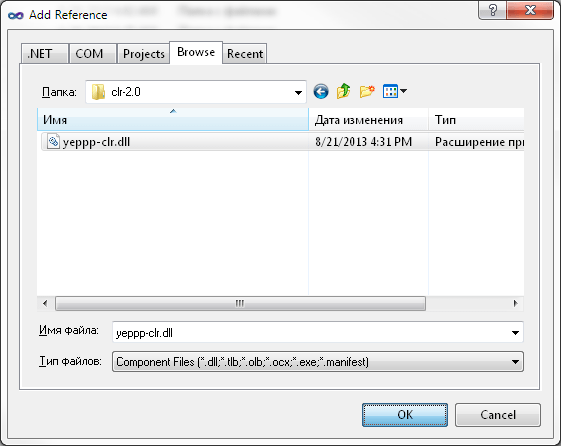 Add Reference
.NET COM Projects Browse Recent
Папка: clr-2.0
Имя Дата изменения Тип
yeppp-clr.dll 8/21/2013 4:31 PM Расширение при
Имя файла: yeppp-clr.dll
Тип файлов: Component Files (*.dll;*.tlb;*.olb;*.ocx;*.exe;*.manifest)
OK Cancel